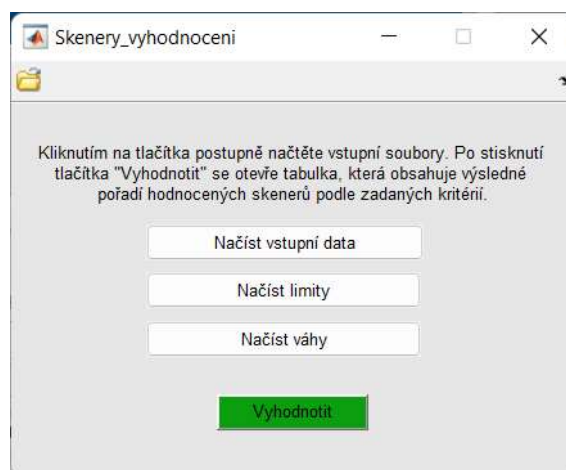 Skenery_vyhodnoceni
Kliknutím na tlačítka postupně načtěte vstupní soubory. Po stisknutí
tlačítka "Vyhodnotit" se otevře tabulka, která obsahuje výsledné
pořadí hodnocených skenerů podle zadaných kritérií.
Načíst vstupní data
Načíst limity
Načíst váhy
Vyhodnotit